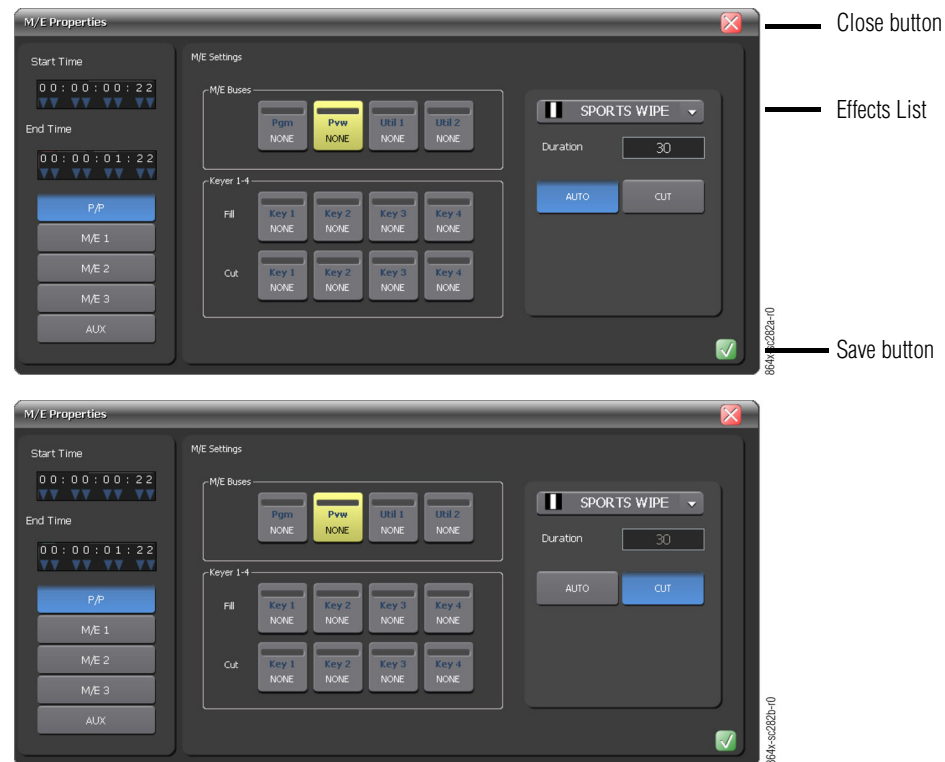 M/E Properties
Close button
Start Time
M/E Settings
00:00:00:22
M/E Buses
Pgm Pvw Util 1 Util 2
NONE NONE NONE NONE
SPORTS WIPE
Effects List
End Time
Duration 30
00:00:01:22
Keyer 1-4
AUTO CUT
P/P
Fill Key 1 Key 2 Key 3 Key 4
NONE NONE NONE NONE
M/E 1
M/E 2
Cut Key 1 Key 2 Key 3 Key 4
NONE NONE NONE NONE
M/E 3
AUX
864x-sc282a-r0
Save button
M/E Properties
Start Time
M/E Settings
00:00:00:22
M/E Buses
Pgm Pvw Util 1 Util 2
NONE NONE NONE NONE
SPORTS WIPE
End Time
Duration 30
00:00:01:22
Keyer 1-4
AUTO CUT
P/P
Fill Key 1 Key 2 Key 3 Key 4
NONE NONE NONE NONE
M/E 1
M/E 2
Cut Key 1 Key 2 Key 3 Key 4
NONE NONE NONE NONE
M/E 3
AUX
864x-sc282b-r0